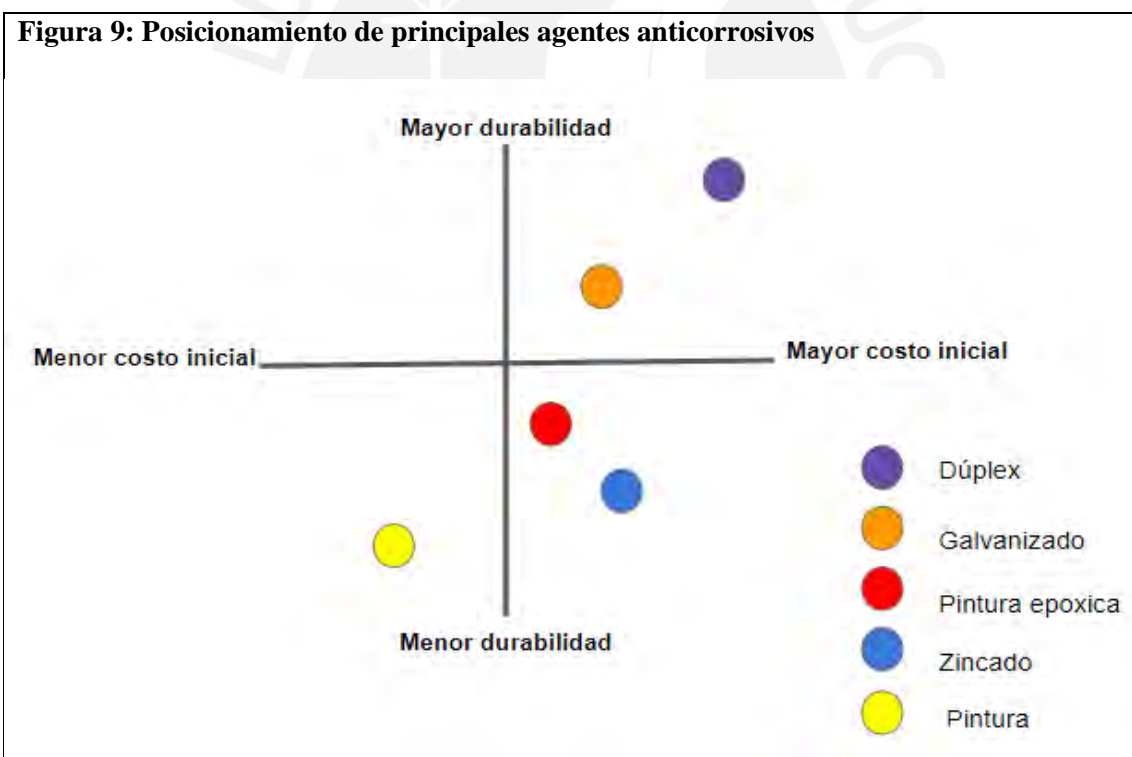 Figura 9: Posicionamiento de principales agentes anticorrosivos
Mayor durabilidad
Menor costo inicial
Mayor costo inicial
Menor durabilidad
Dúplex
Galvanizado
Pintura epoxica
Zincado
Pintura